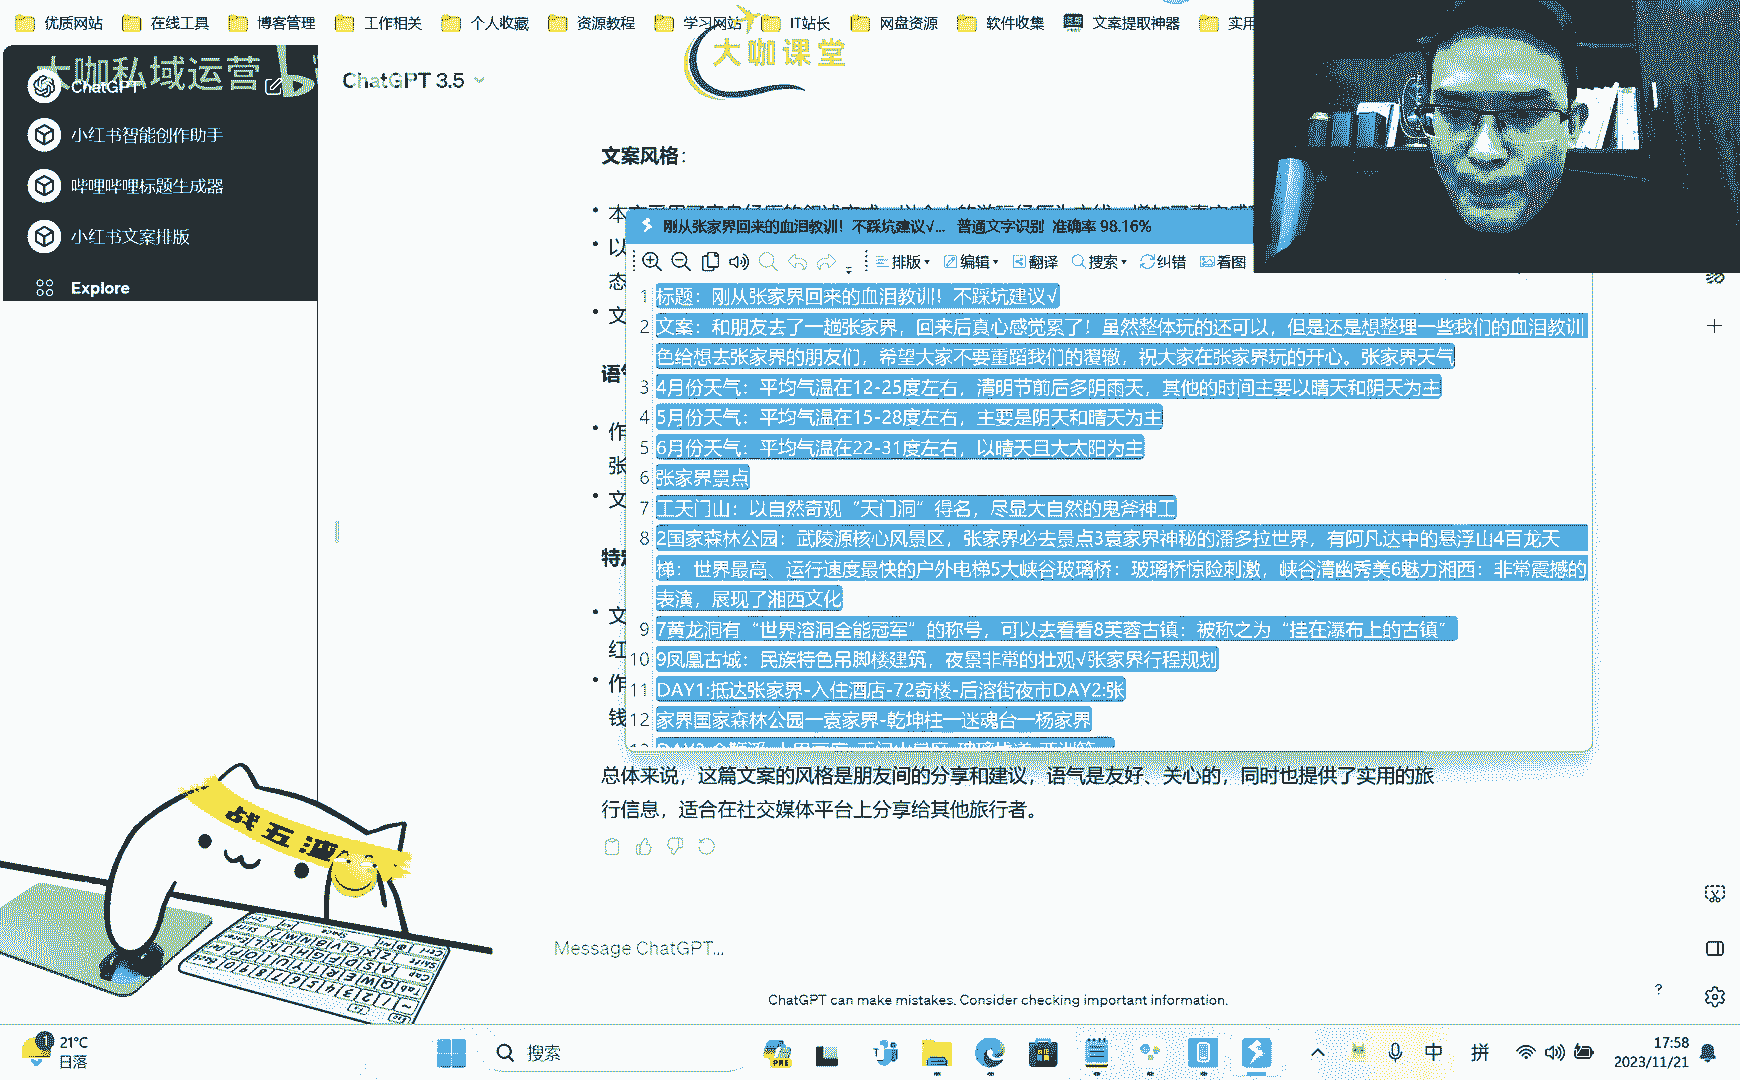 优质网站 在线工具 博客管理 工作相关 个人收藏 资源教程 学习网站 IT站长 网盘资源 软件收集 文案提取神器 实用
大咖课堂
大咖私域运营
ChatGPT
ChatGPT 3.5
小红书智能创作助手
哔哩哔哩标题生成器
小红书文案排版
Explore
文案风格：
刚从张家界回来的血泪教训！不踩坑建议√... 普通文字识别 准确率 98.16%
排版 编辑 翻译 搜索 纠错 看图
1 标题：刚从张家界回来的血泪教训！不踩坑建议√
2 文案：和朋友去了一趟张家界，回来后真心感觉累了！虽然整体玩的还可以，但是还是想整理一些我们的血泪教训
色给想去张家界的朋友们，希望大家不要重蹈我们的覆辙，祝大家在张家界玩的开心。张家界天气
3 4月份天气：平均气温在12-25度左右，清明节前后多阴雨天，其他的时间主要以晴天和阴天为主
4 5月份天气：平均气温在15-28度左右，主要是阴天和晴天为主
5 6月份天气：平均气温在22-31度左右，以晴天且大太阳为主
6 张家界景点
7 工天门山：以自然奇观“天门洞”得名，尽显大自然的鬼斧神工
8 2国家森林公园：武陵源核心风景区，张家界必去景点3袁家界神秘的潘多拉世界，有阿凡达中的悬浮山4百龙天
梯：世界最高、运行速度最快的户外电梯5大峡谷玻璃桥：玻璃桥惊险刺激，峡谷清幽秀美6魅力湘西：非常震撼的
表演，展现了湘西文化
9 7黄龙洞有“世界溶洞全能冠军”的称号，可以去看看8芙蓉古镇：被称之为“挂在瀑布上的古镇”
10 9凤凰古城：民族特色吊脚楼建筑，夜景非常的壮观√张家界行程规划
11 DAY1:抵达张家界-入住酒店-72奇楼-后溶街夜市DAY2:张
12 家界国家森林公园一袁家界-乾坤柱一迷魂台一杨家界
总体来说，这篇文案的风格是朋友间的分享和建议，语气是友好、关心的，同时也提供了实用的旅
行信息，适合在社交媒体平台上分享给其他旅行者。
战五渣
Message ChatGPT...
ChatGPT can make mistakes. Consider checking important information.
?
21°C
日落
搜索
中 拼
17:58
2023/11/21